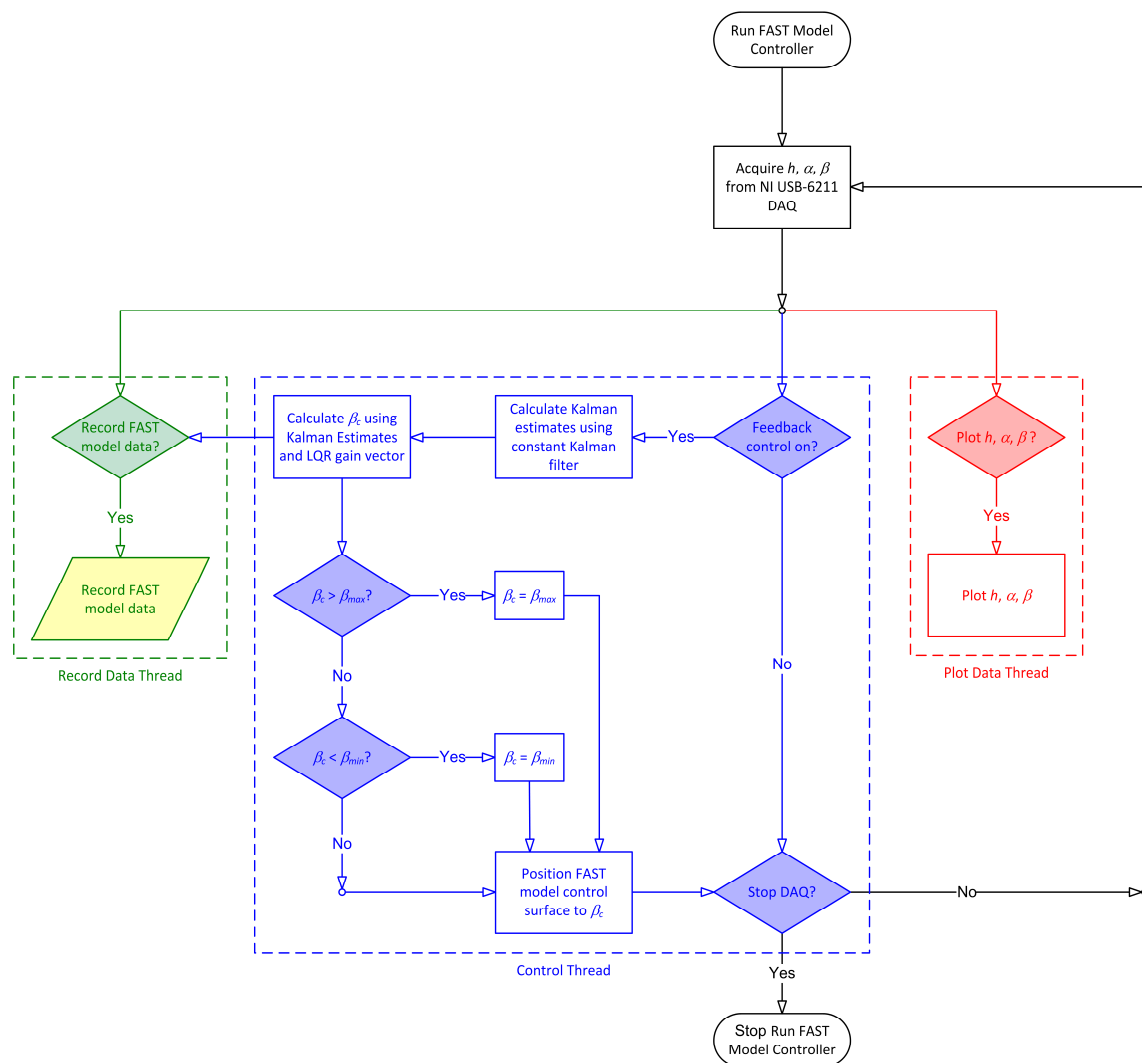 Run FAST Model
Controller
Acquire h, α, β
from NI USB-6211
DAQ
Record FAST
model data?
Calculate βc using
Kalman Estimates
and LQR gain vector
Calculate Kalman
estimates using
constant Kalman
filter
Yes
Feedback
control on?
Plot h, α, β?
Yes
Yes
Record FAST
model data
βc > βmax?
Yes
βc = βmax
Plot h, α, β
Record Data Thread
No
No
Plot Data Thread
βc < βmin?
Yes
βc = βmin
No
Position FAST
model control
surface to βc
Stop DAQ?
No
Control Thread
Yes
Stop Run FAST
Model Controller